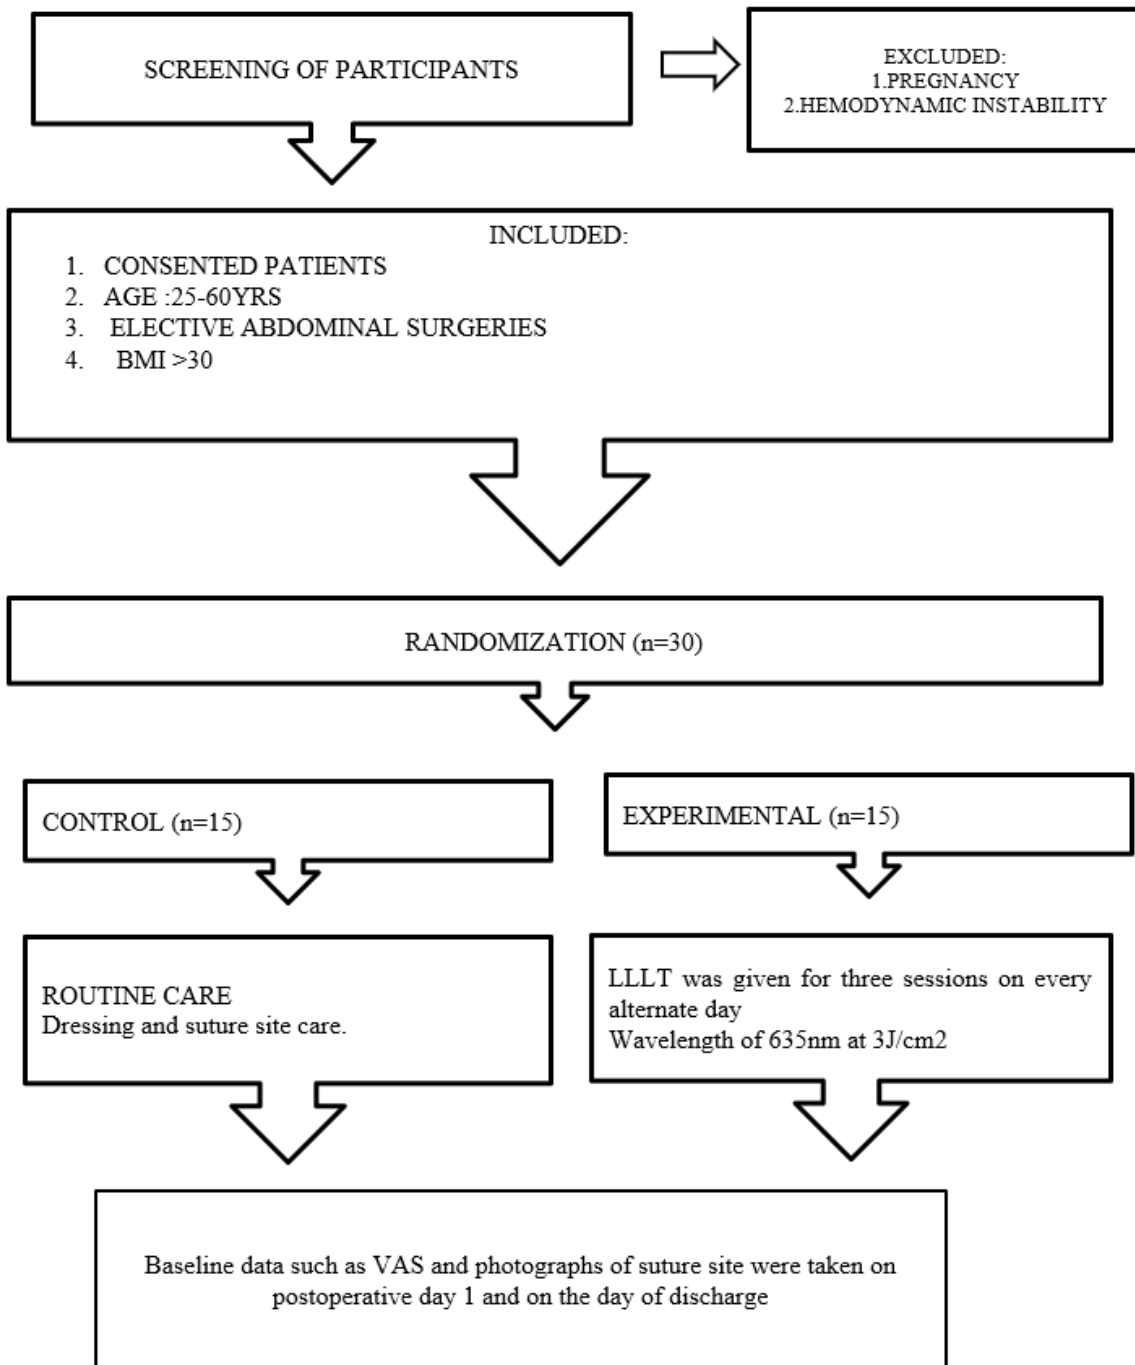 SCREENING OF PARTICIPANTS
EXCLUDED:
1.PREGNANCY
2.HEMODYNAMIC INSTABILITY
INCLUDED:
1. CONSENTED PATIENTS
2. AGE :25-60YRS
3. ELECTIVE ABDOMINAL SURGERIES
4. BMI >30
RANDOMIZATION (n=30)
CONTROL (n=15)
EXPERIMENTAL (n=15)
ROUTINE CARE
Dressing and suture site care.
LLLT was given for three sessions on every
alternate day
Wavelength of 635nm at 3J/cm2
Baseline data such as VAS and photographs of suture site were taken on
postoperative day 1 and on the day of discharge